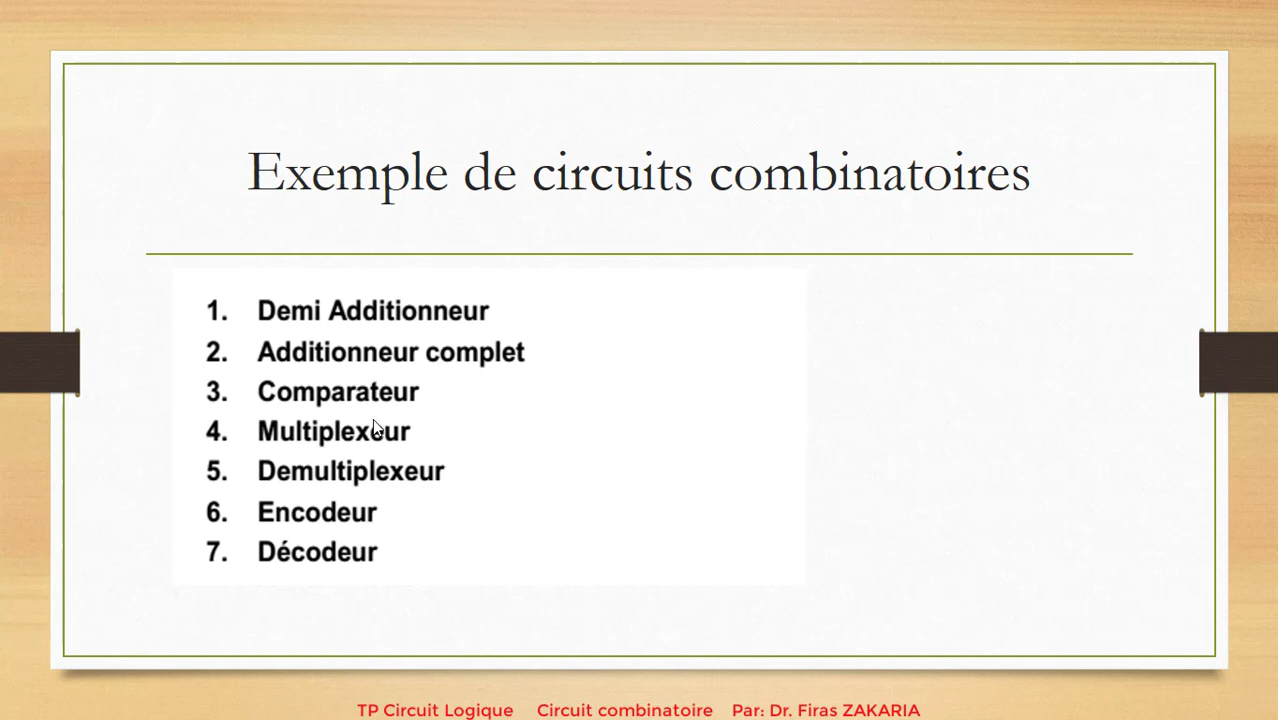 Exemple de circuits combinatoires
1. Demi Additionneur
2. Additionneur complet
3. Comparateur
4. Multiplexeur
5. Demultiplexeur
6. Encodeur
7. Décodeur
TP Circuit Logique Circuit combinatoire Par: Dr. Firas ZAKARIA